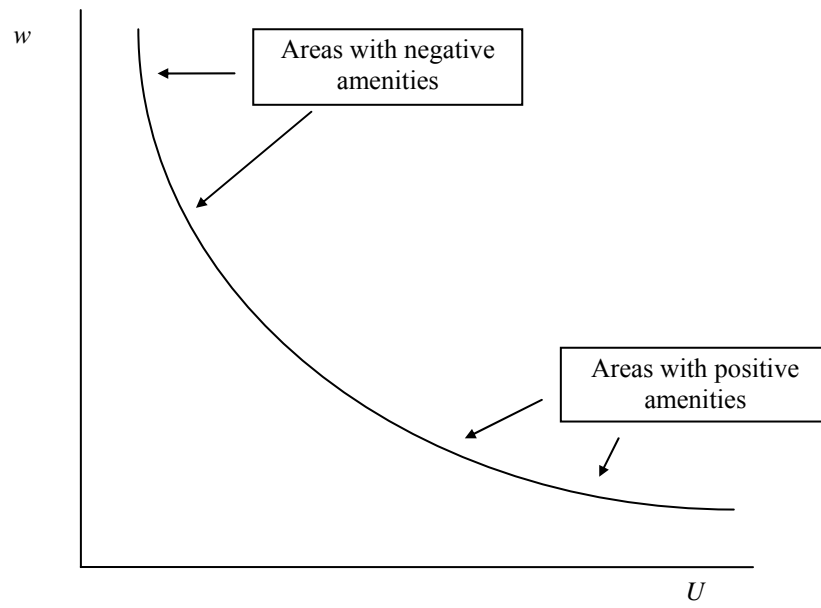 w
Areas with negative
amenities
Areas with positive
amenities
U